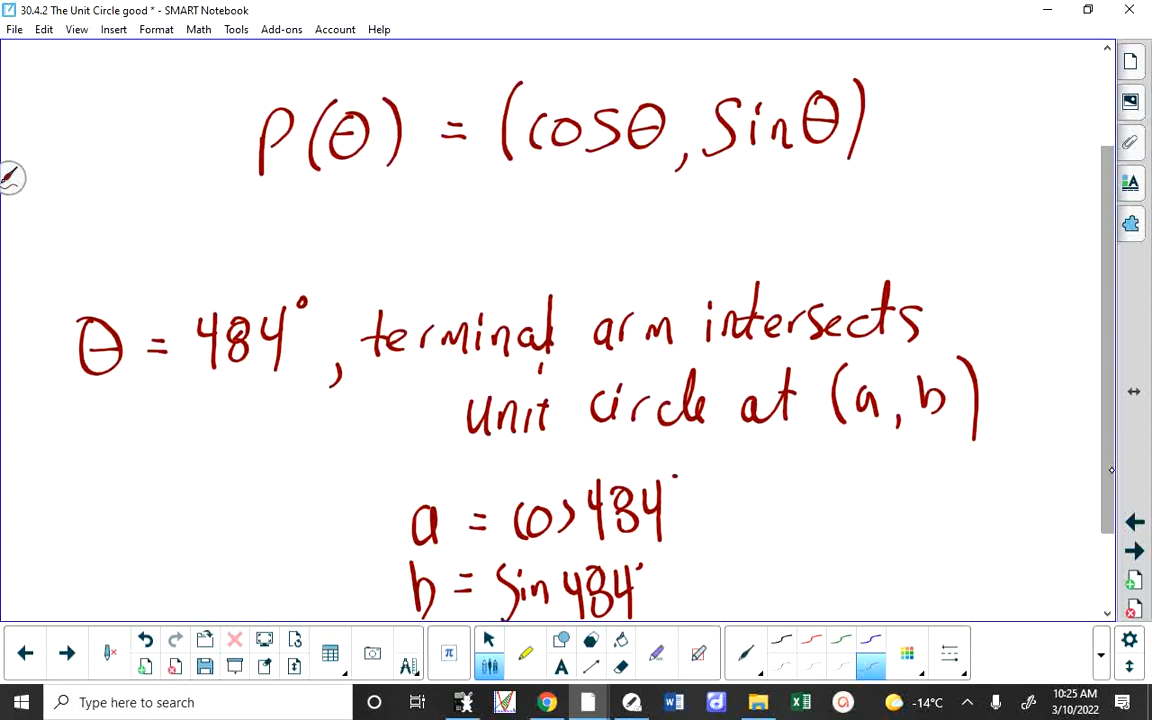 30.4.2 The Unit Circle good * - SMART Notebook
File Edit View Insert Format Math Tools Add-ons Account Help
P(θ) = (cosθ, sinθ)
θ = 484°, terminal arm intersects
unit circle at (a, b)
a = cos 484°
b = sin 484°
π
A
Type here to search
-14°C
10:25 AM
3/10/2022